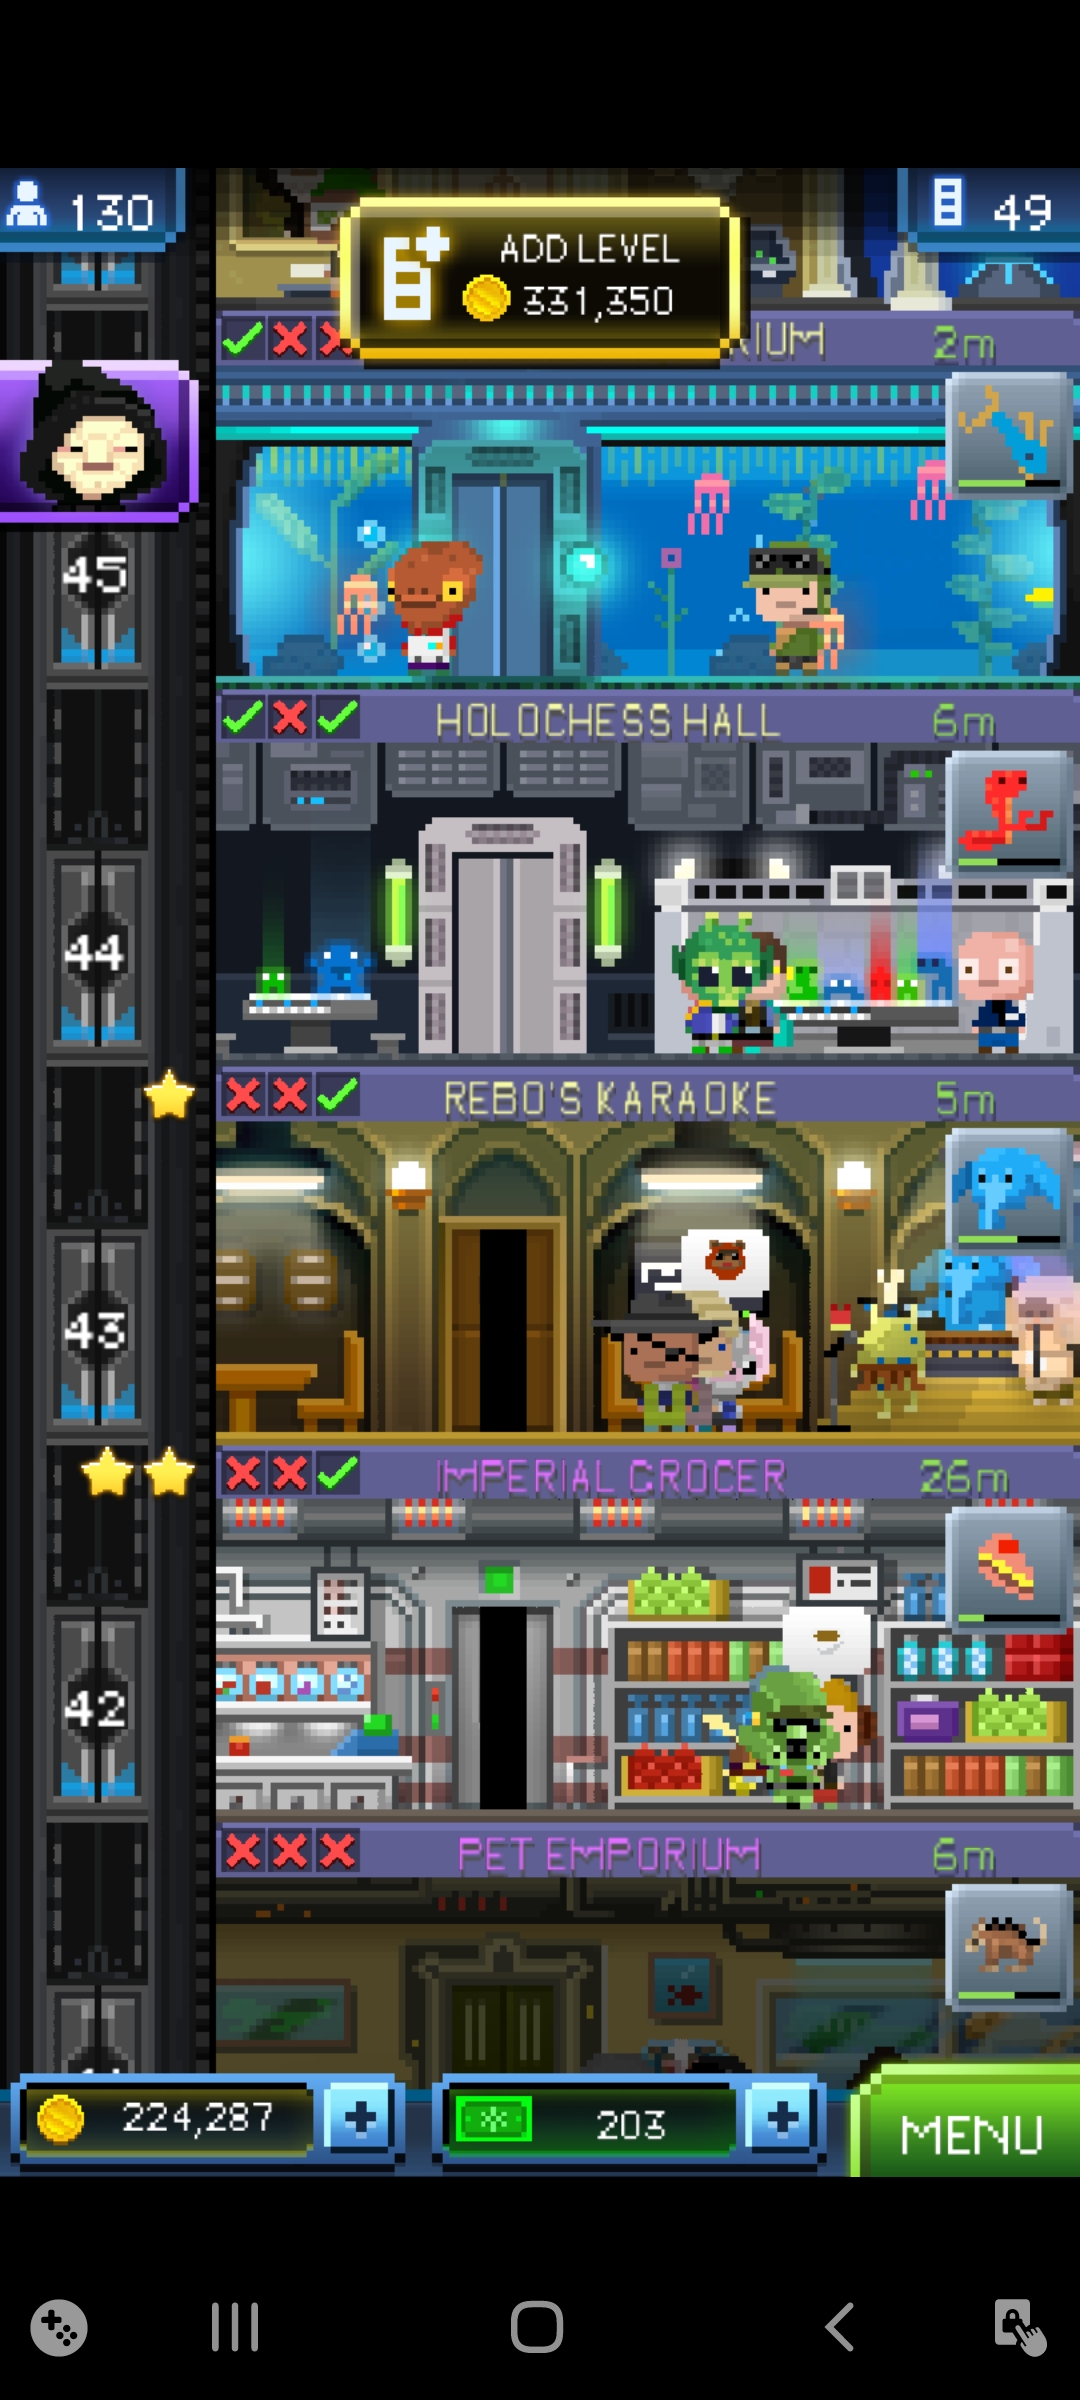 130
49
ADD LEVEL
331,350
RIUM
2m
45
HOLOCHESS HALL
6m
44
REBO'S KARAOKE
5m
43
IMPERIAL GROCER
26m
42
PET EMPORIUM
6m
224,287
203
MENU